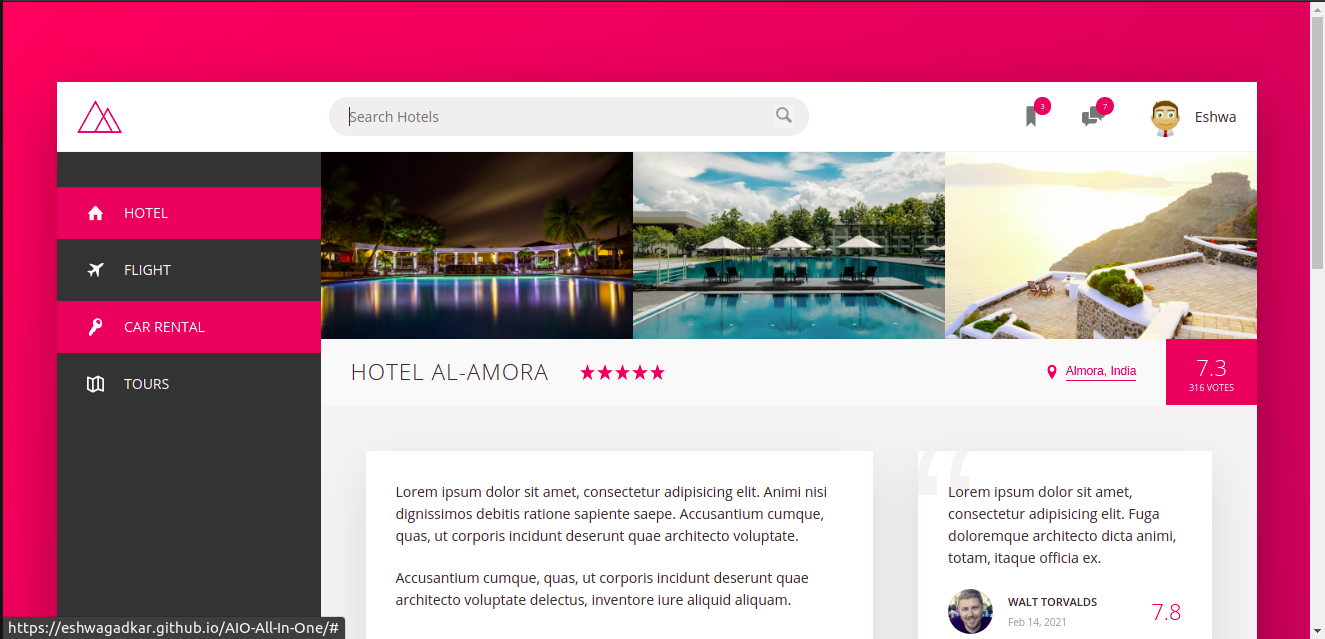 Search Hotels
3
7
Eshwa
HOTEL
FLIGHT
CAR RENTAL
TOURS
HOTEL AL-AMORA
Almora, India
7.3
316 VOTES
Lorem ipsum dolor sit amet, consectetur adipisicing elit. Animi nisi
dignissimos debitis ratione sapiente saepe. Accusantium cumque,
quas, ut corporis incidunt deserunt quae architecto voluptate.
Accusantium cumque, quas, ut corporis incidunt deserunt quae
architecto voluptate delectus, inventore iure aliquid aliquam.
“
Lorem ipsum dolor sit amet,
consectetur adipisicing elit. Fuga
doloremque architecto dicta animi,
totam, itaque officia ex.
WALT TORVALDS
Feb 14, 2021
7.8
https://eshwagadkar.github.io/AIO-All-In-One/#